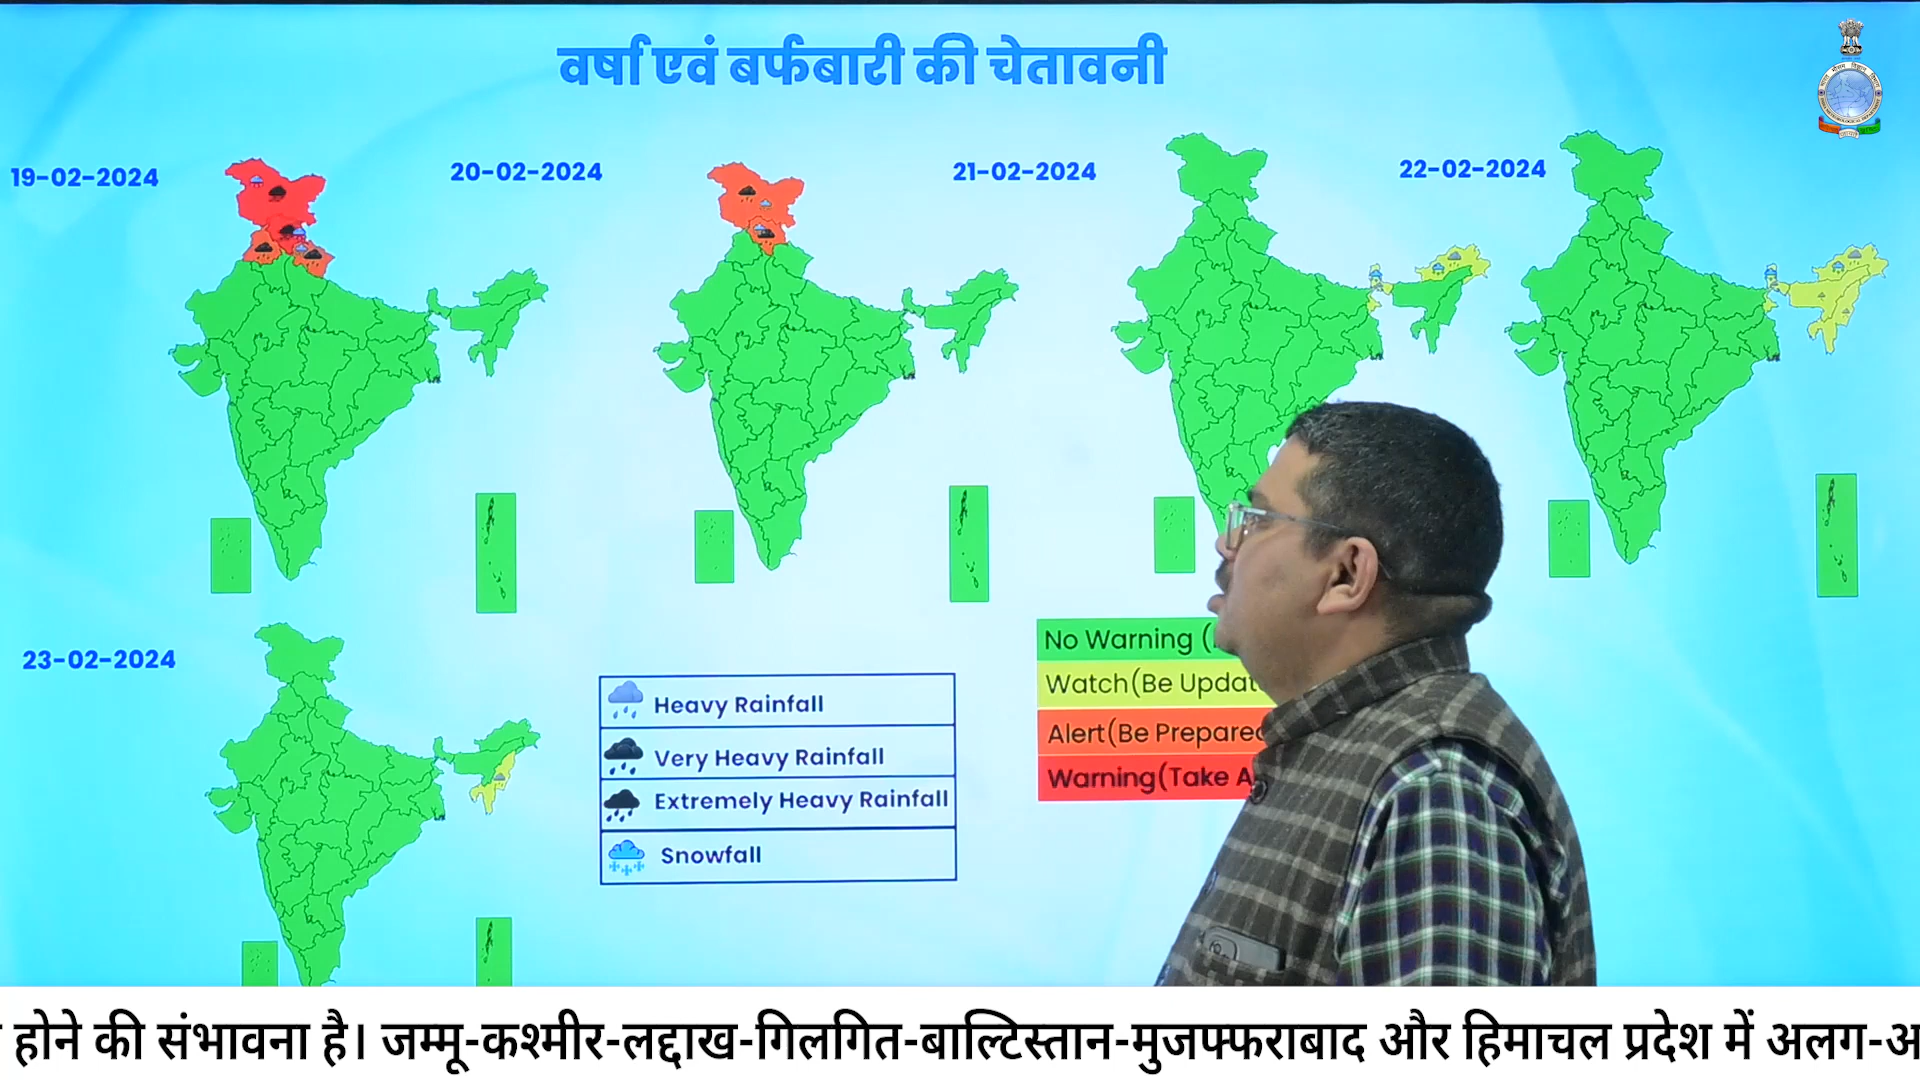 वर्षा एवं बर्फबारी की चेतावनी
19-02-2024
20-02-2024
21-02-2024
22-02-2024
23-02-2024
Heavy Rainfall
Very Heavy Rainfall
Extremely Heavy Rainfall
Snowfall
No Warning (
Watch(Be Updat
Alert(Be Prepared
Warning(Take A
होने की संभावना है। जम्मू-कश्मीर-लद्दाख-गिलगित-बाल्टिस्तान-मुजफ्फराबाद और हिमाचल प्रदेश में अलग-अ